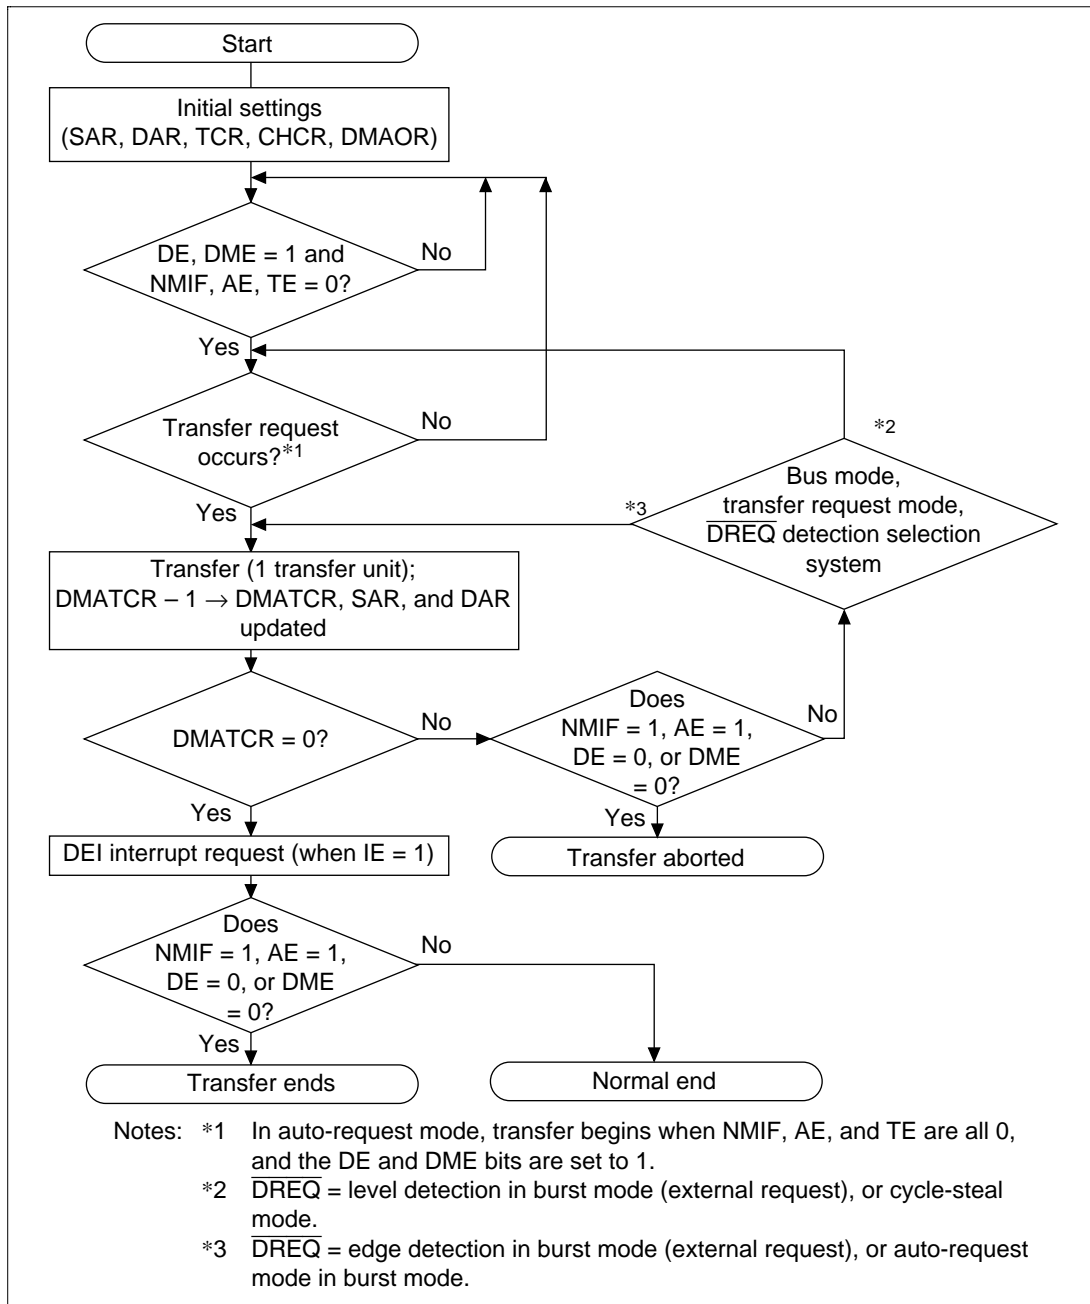 Start
Initial settings
(SAR, DAR, TCR, CHCR, DMAOR)
DE, DME = 1 and
NMIF, AE, TE = 0?
No
Yes
Transfer request
occurs?*1
No
Yes
*2
Bus mode,
transfer request mode,
DREQ detection selection
system
*3
Transfer (1 transfer unit);
DMATCR – 1 → DMATCR, SAR, and DAR
updated
DMATCR = 0?
No
Yes
Does
NMIF = 1, AE = 1,
DE = 0, or DME
= 0?
No
Yes
Transfer aborted
DEI interrupt request (when IE = 1)
Does
NMIF = 1, AE = 1,
DE = 0, or DME
= 0?
No
Yes
Transfer ends
Normal end
Notes: *1 In auto-request mode, transfer begins when NMIF, AE, and TE are all 0,
and the DE and DME bits are set to 1.
*2 DREQ = level detection in burst mode (external request), or cycle-steal
mode.
*3 DREQ = edge detection in burst mode (external request), or auto-request
mode in burst mode.